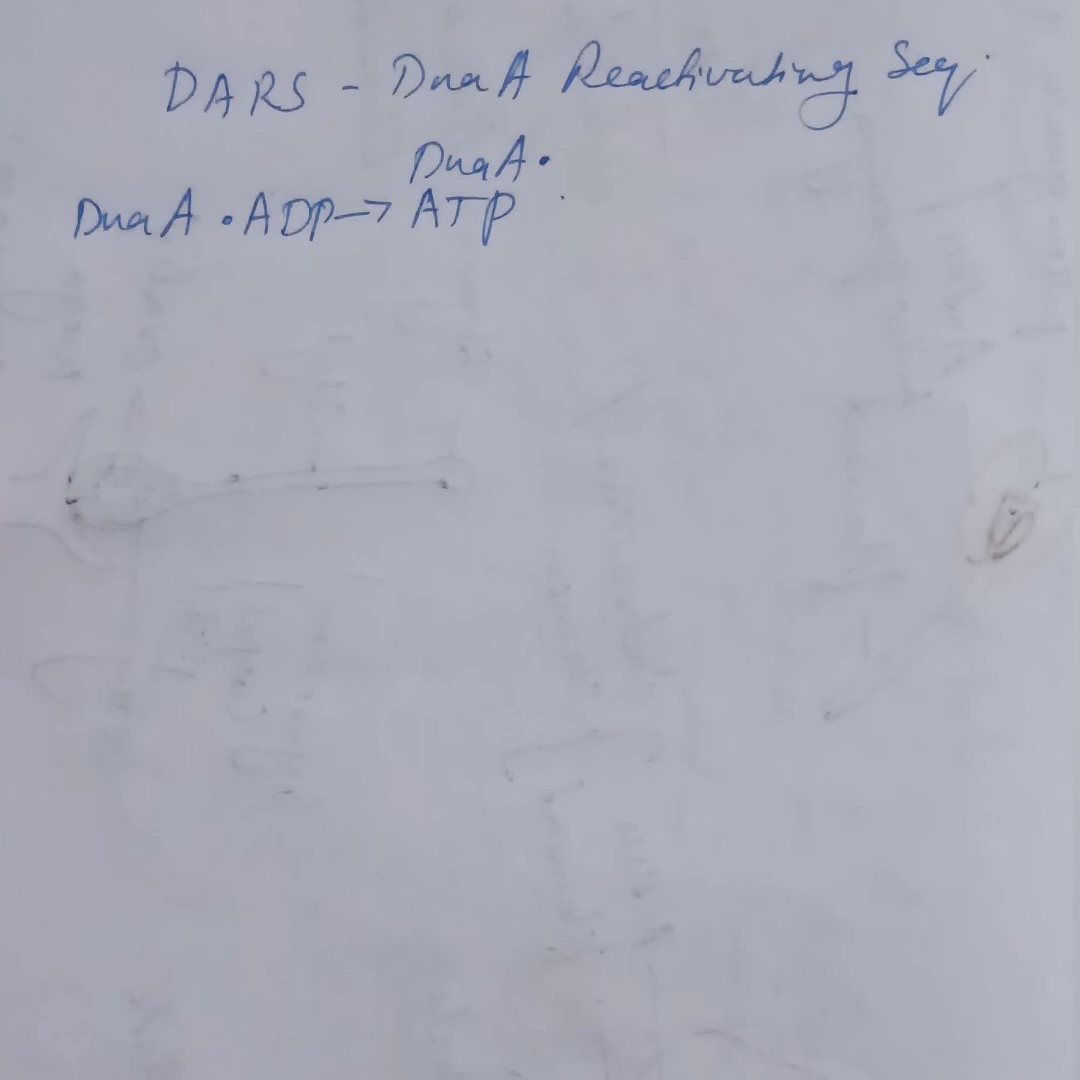 DARS - DnaA Reactivating Seq.
DnaA •
DnaA • ADP → ATP